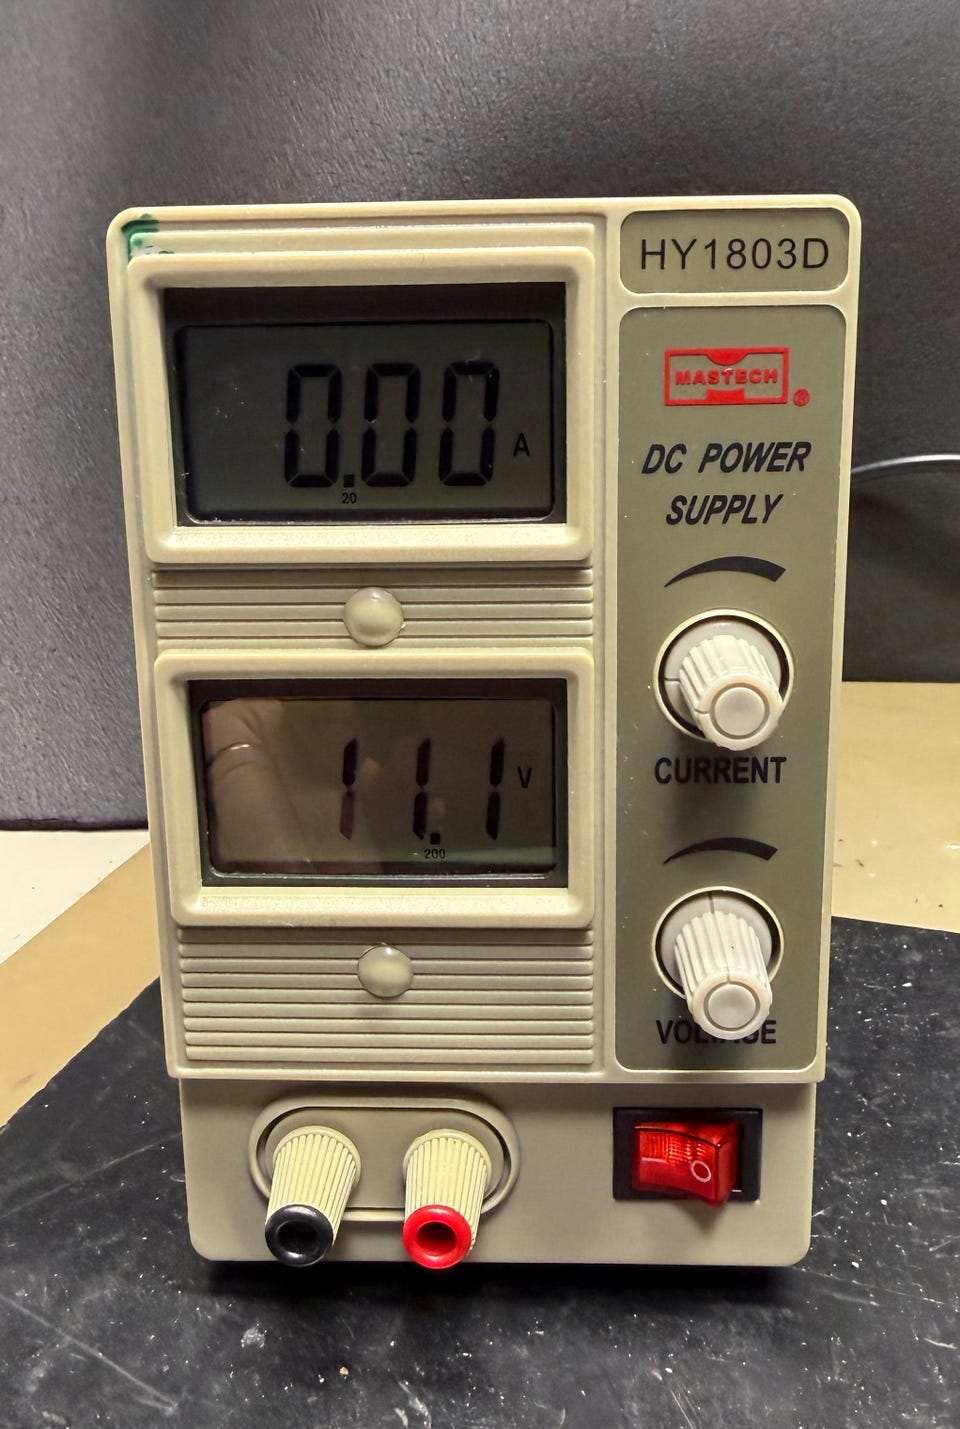 HY1803D
0.00 A
20
MASTECH ®
DC POWER
SUPPLY
CURRENT
11.1 V
200